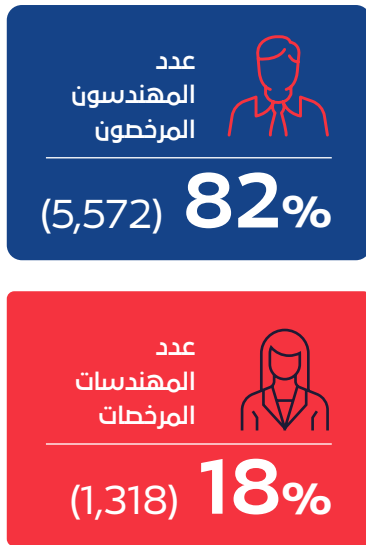 عدد
المهندسون
المرخصون
82% (5,572)
عدد
المهندسات
المرخصات
18% (1,318)